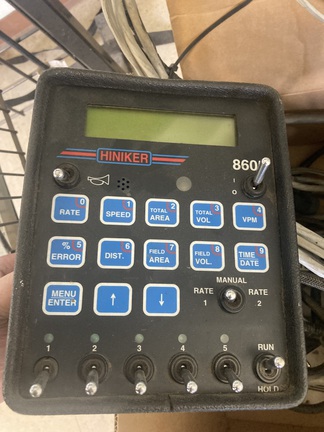 HINIKER
860
I
O
0 RATE
1 SPEED
2 TOTAL AREA
3 TOTAL VOL
4 VPM
5 % ERROR
6 DIST.
7 FIELD AREA
8 FIELD VOL.
9 TIME DATE
MENU ENTER
MANUAL
RATE 1
RATE 2
1 2 3 4 5
RUN
HOLD